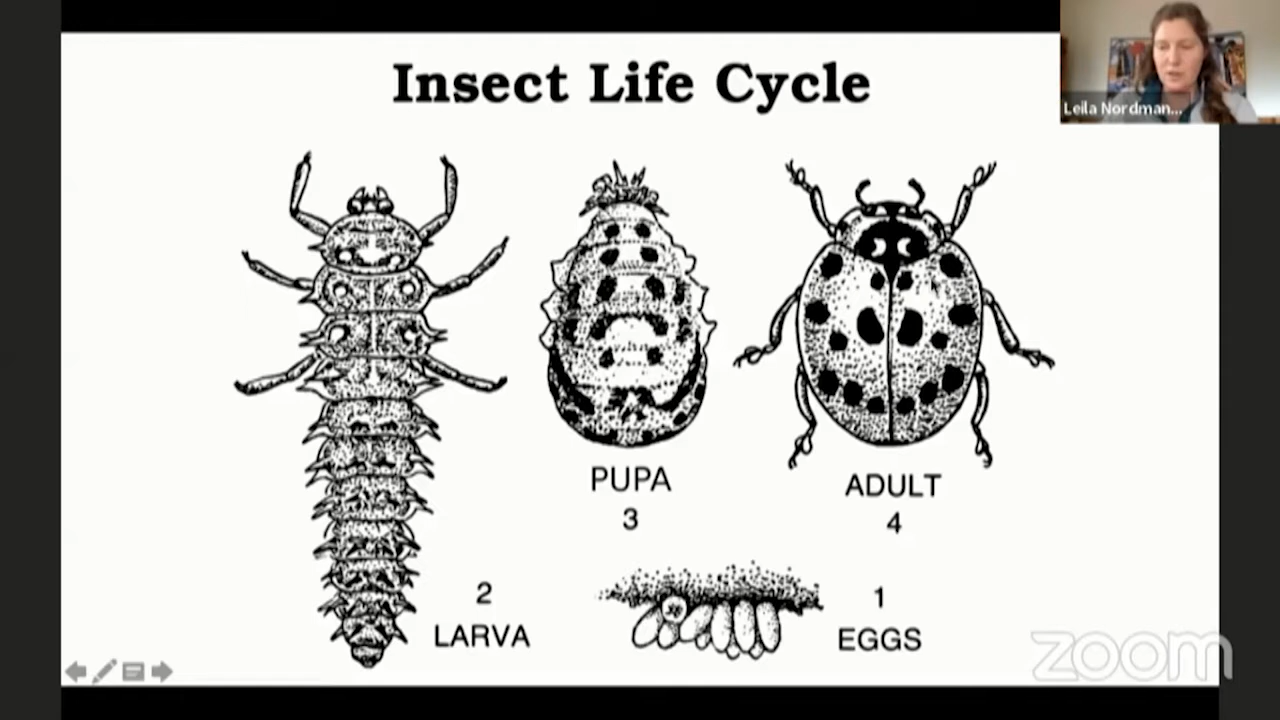 Insect Life Cycle
Leila Nordman...
PUPA
3
ADULT
4
2
LARVA
1
EGGS
zoom